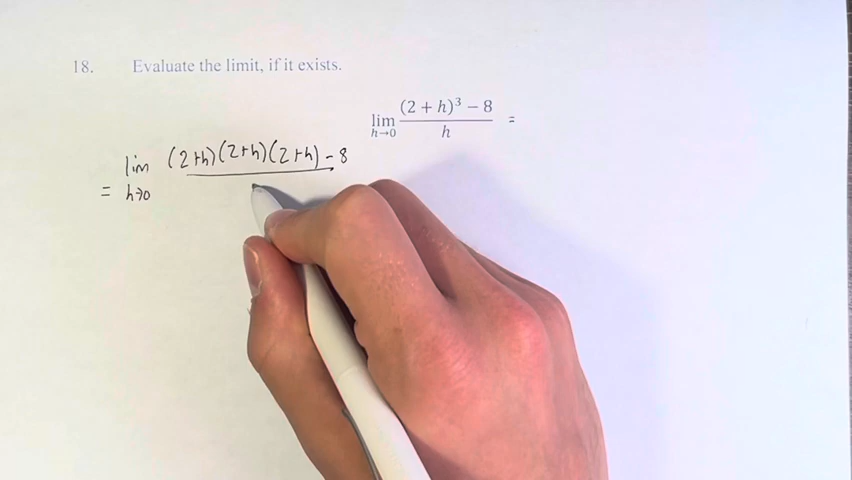 18. Evaluate the limit, if it exists.
lim h→0 (2 + h)³ − 8 / h =
= lim h→0 (2+h)(2+h)(2+h) − 8